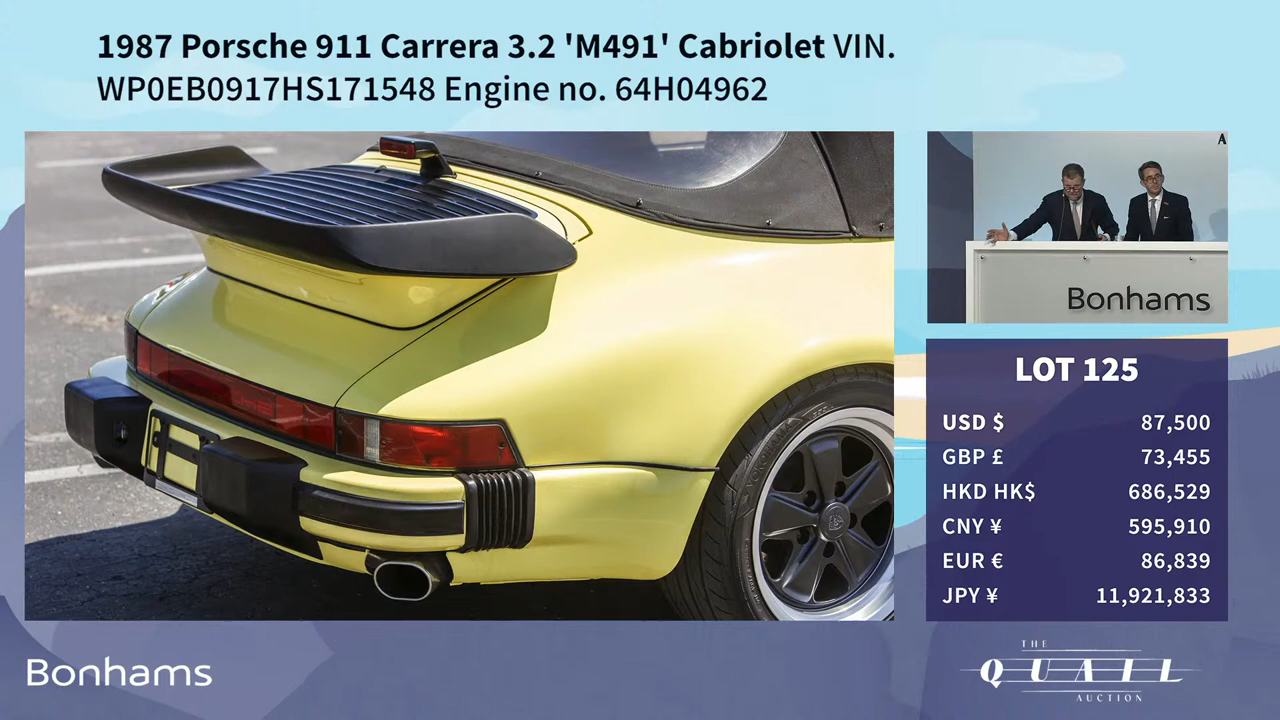 1987 Porsche 911 Carrera 3.2 'M491' Cabriolet VIN.
WP0EB0917HS171548 Engine no. 64H04962
A
Bonhams
LOT 125
USD $ 87,500
GBP £ 73,455
HKD HK$ 686,529
CNY ¥ 595,910
EUR € 86,839
JPY ¥ 11,921,833
Bonhams
THE
QUAIL
AUCTION